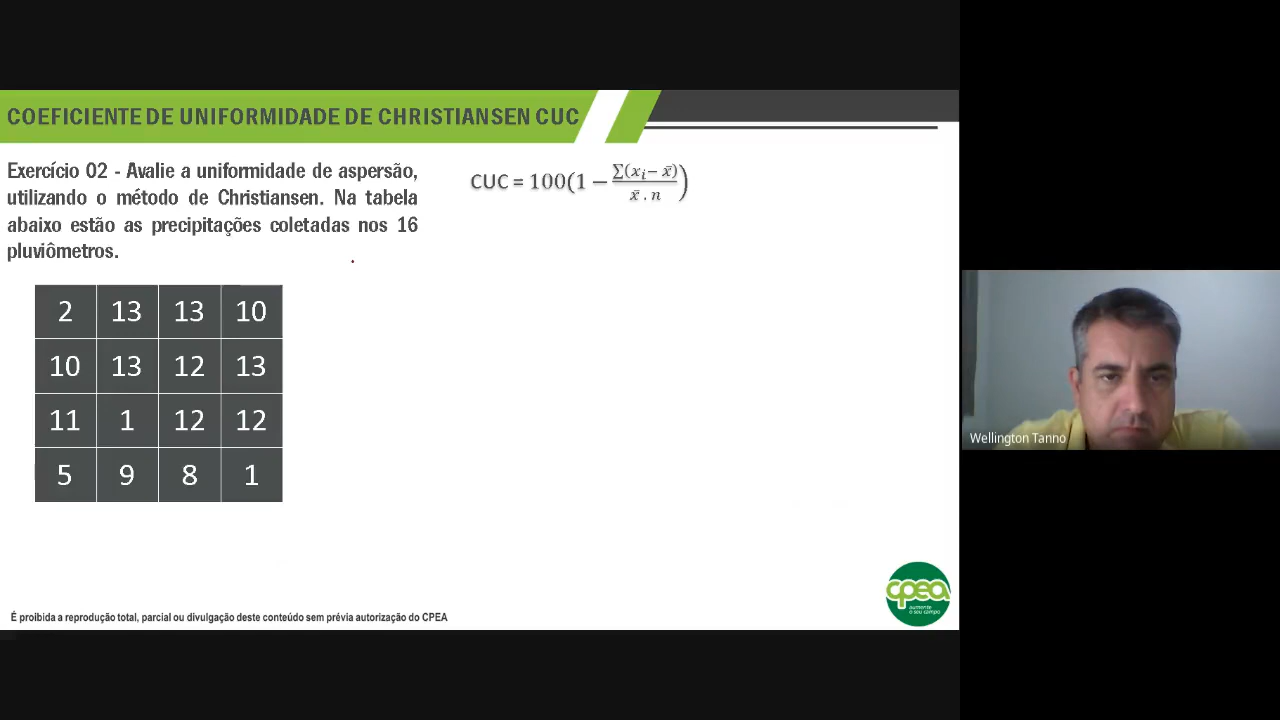 COEFICIENTE DE UNIFORMIDADE DE CHRISTIANSEN CUC
Exercício 02 - Avalie a uniformidade de aspersão,
utilizando o método de Christiansen. Na tabela
abaixo estão as precipitações coletadas nos 16
pluviômetros.
CUC = 100(1 − ∑(xᵢ− x̄) / x̄ . n)
2 13 13 10
10 13 12 13
11 1 12 12
5 9 8 1
Wellington Tanno
cpea
aumente
o seu campo
É proibida a reprodução total, parcial ou divulgação deste conteúdo sem prévia autorização do CPEA